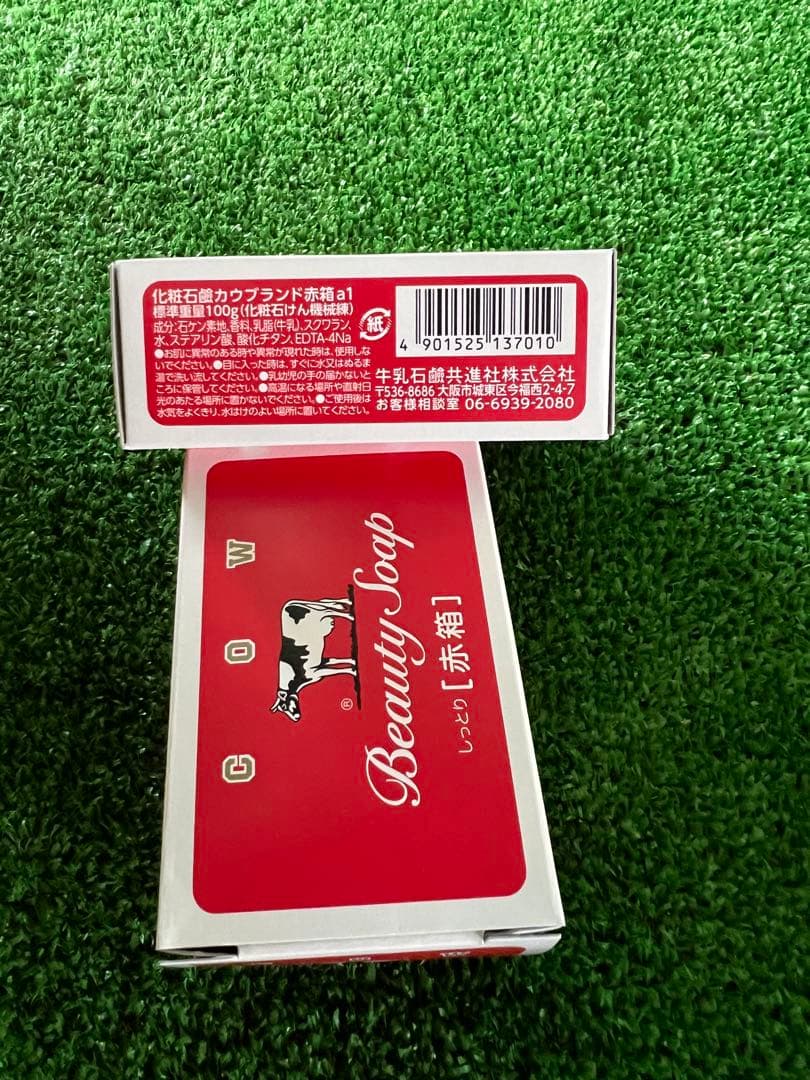 化粧石鹼カウブランド赤箱a1
標準重量100g(化粧石けん機械練)
成分:石ケン素地、香料、乳脂(牛乳)、スクワラン、
水、ステアリン酸、酸化チタン、EDTA-4Na
●お肌に異常のある時や異常が現れた時は、使用しな
いでください。●目に入った時は、すぐに水又はぬるま
湯で洗い流してください。●乳幼児の手の届かないと
ころに保管してください。●高温になる場所や直射日
光のあたる場所に置かないでください。●ご使用後は
水気をよくきり、水はけのよい場所に置いてください。
紙
4 901525 137010
牛乳石鹼共進社株式会社
〒536-8686 大阪市城東区今福西2-4-7
お客様相談室 06-6939-2080
COW
®
Beauty Soap
しっとり[赤箱]